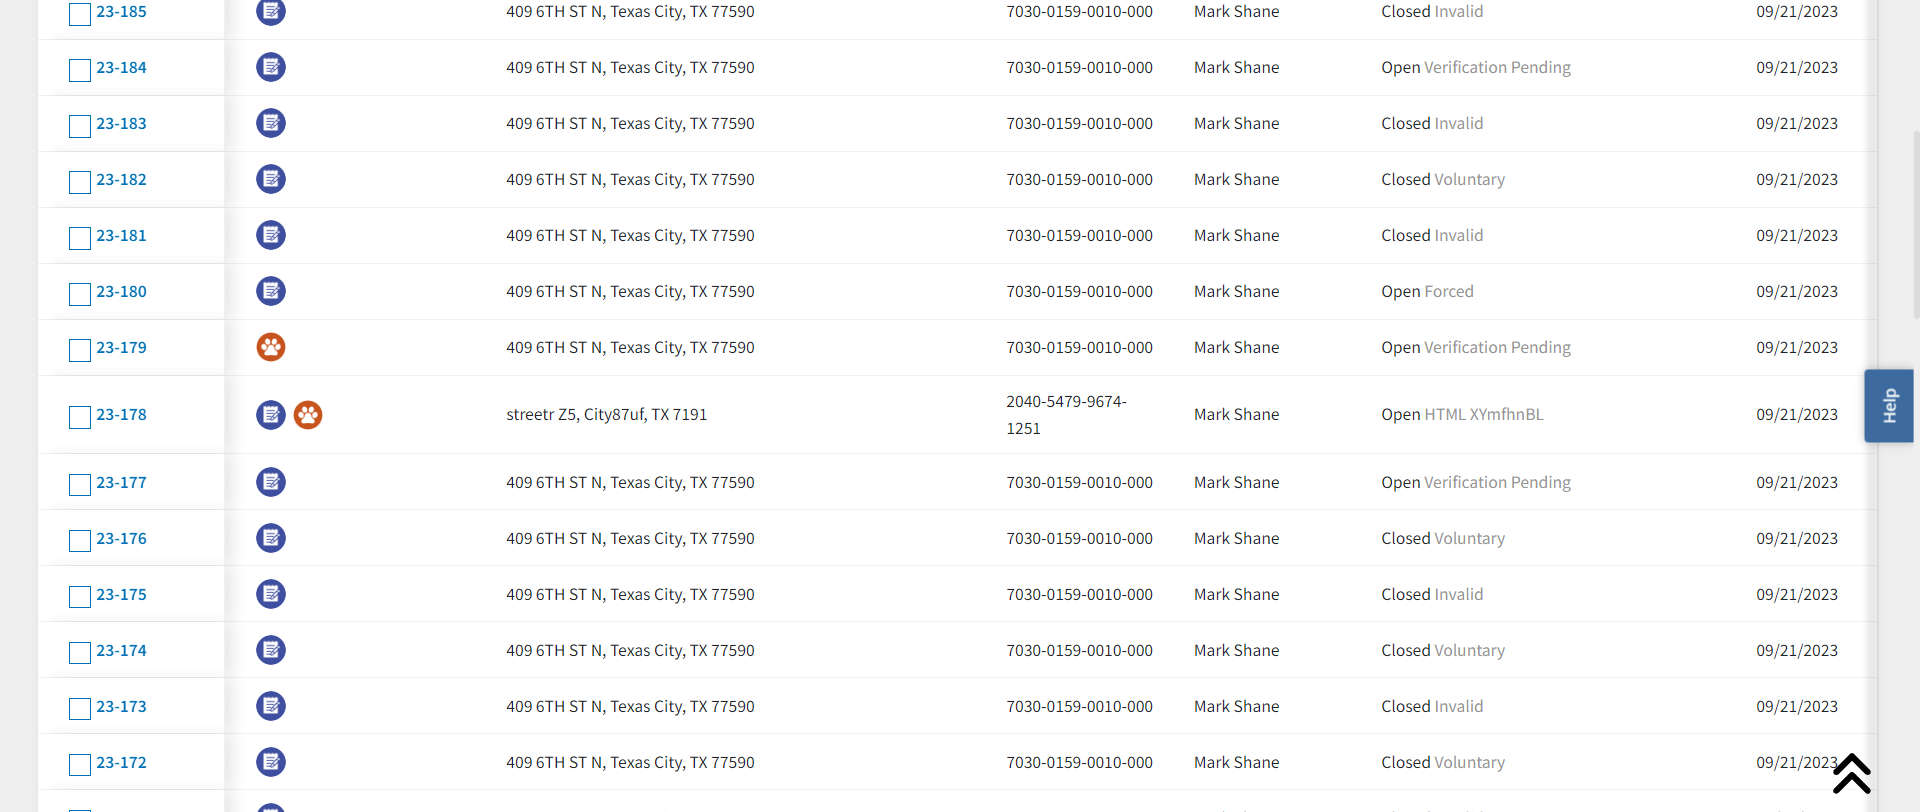 23-185 409 6TH ST N, Texas City, TX 77590 7030-0159-0010-000 Mark Shane Closed Invalid 09/21/2023
23-184 409 6TH ST N, Texas City, TX 77590 7030-0159-0010-000 Mark Shane Open Verification Pending 09/21/2023
23-183 409 6TH ST N, Texas City, TX 77590 7030-0159-0010-000 Mark Shane Closed Invalid 09/21/2023
23-182 409 6TH ST N, Texas City, TX 77590 7030-0159-0010-000 Mark Shane Closed Voluntary 09/21/2023
23-181 409 6TH ST N, Texas City, TX 77590 7030-0159-0010-000 Mark Shane Closed Invalid 09/21/2023
23-180 409 6TH ST N, Texas City, TX 77590 7030-0159-0010-000 Mark Shane Open Forced 09/21/2023
23-179 409 6TH ST N, Texas City, TX 77590 7030-0159-0010-000 Mark Shane Open Verification Pending 09/21/2023
23-178 streetr Z5, City87uf, TX 7191 2040-5479-9674-
1251 Mark Shane Open HTML XYmfhnBL 09/21/2023
Help
23-177 409 6TH ST N, Texas City, TX 77590 7030-0159-0010-000 Mark Shane Open Verification Pending 09/21/2023
23-176 409 6TH ST N, Texas City, TX 77590 7030-0159-0010-000 Mark Shane Closed Voluntary 09/21/2023
23-175 409 6TH ST N, Texas City, TX 77590 7030-0159-0010-000 Mark Shane Closed Invalid 09/21/2023
23-174 409 6TH ST N, Texas City, TX 77590 7030-0159-0010-000 Mark Shane Closed Voluntary 09/21/2023
23-173 409 6TH ST N, Texas City, TX 77590 7030-0159-0010-000 Mark Shane Closed Invalid 09/21/2023
23-172 409 6TH ST N, Texas City, TX 77590 7030-0159-0010-000 Mark Shane Closed Voluntary 09/21/2023